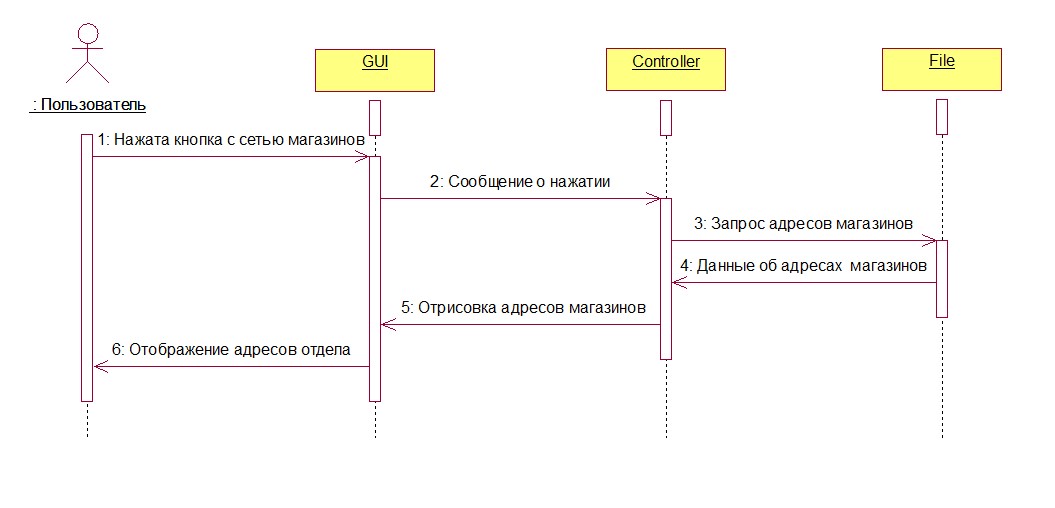 GUI
Controller
File
: Пользователь
1: Нажата кнопка с сетью магазинов
2: Сообщение о нажатии
3: Запрос адресов магазинов
4: Данные об адресах магазинов
5: Отрисовка адресов магазинов
6: Отображение адресов отдела